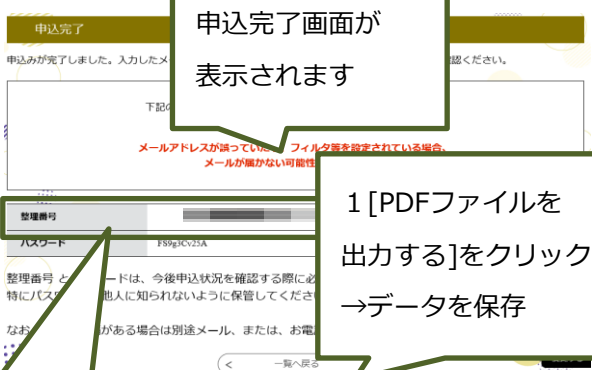 申込完了
申込完了画面が
表示されます
申込みが完了しました。入力したメ
認ください。
下記の
メールアドレスが誤ってい
フィルタ等を設定されている場合、
メールが届かない可能性
整理番号
パスワード FS9g3Cv25A
１[PDFファイルを
出力する]をクリック
→データを保存
整理番号 と
ードは、今後申込状況を確認する際に必
特にパス
他人に知られないように保管してくださ
なお
がある場合は別途メール、または、お電
< 一覧へ戻る